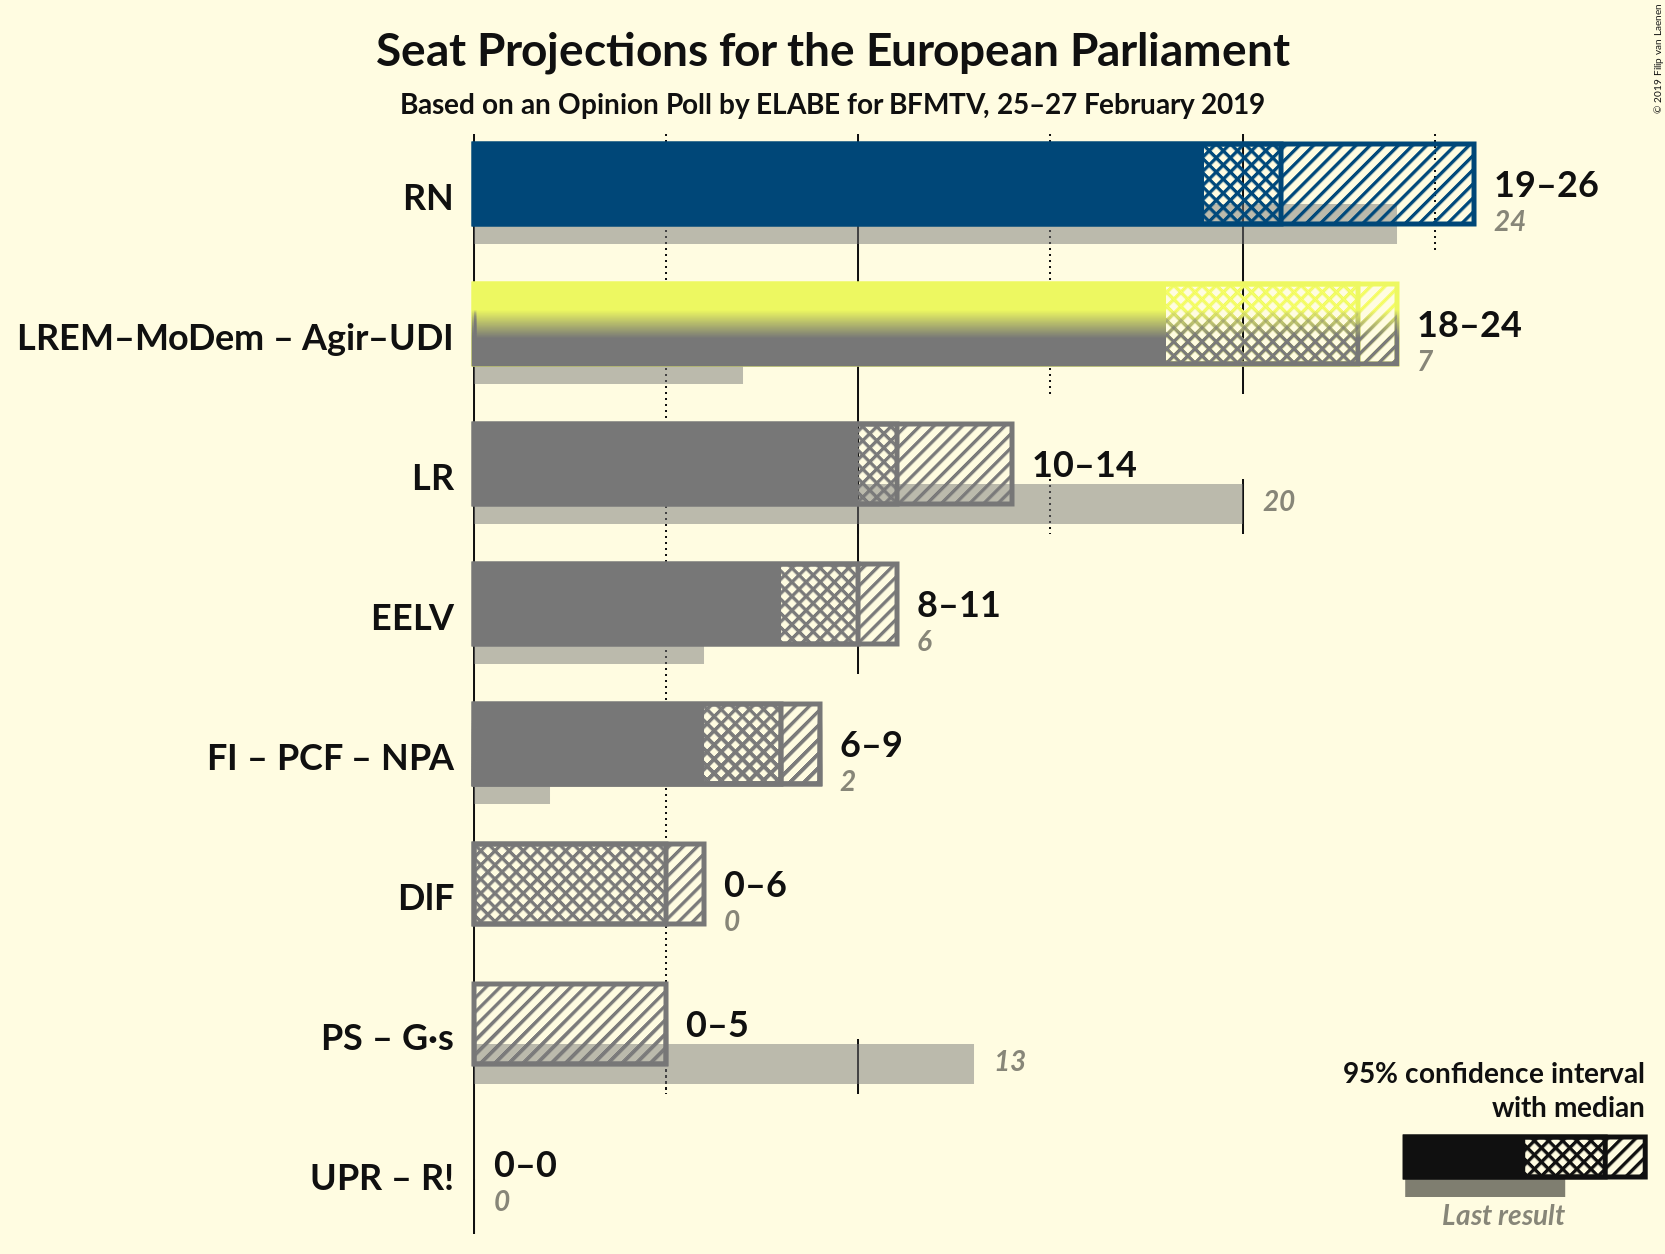 Seat Projections for the European Parliament
Based on an Opinion Poll by ELABE for BFMTV, 25–27 February 2019
© 2019 Filip van Laenen
RN
19–26
24
LREM–MoDem – Agir–UDI
18–24
7
LR
10–14
20
EELV
8–11
6
FI – PCF – NPA
6–9
2
DlF
0–6
0
PS – G·s
0–5
13
UPR – R!
0–0
0
95% confidence interval
with median
Last result